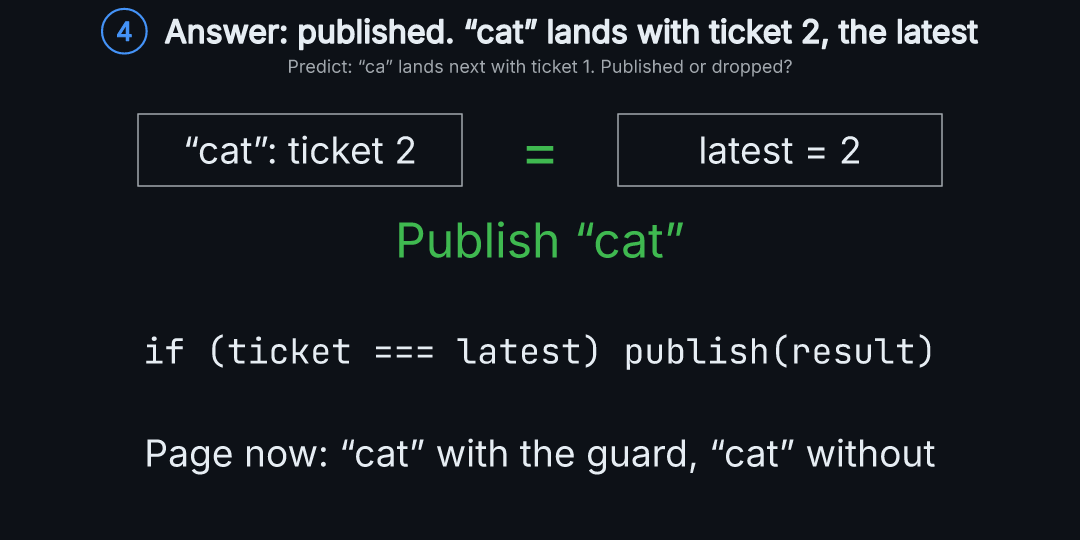 4 Answer: published. “cat” lands with ticket 2, the latest
Predict: “ca” lands next with ticket 1. Published or dropped?
“cat”: ticket 2 = latest = 2
Publish “cat”
if (ticket === latest) publish(result)
Page now: “cat” with the guard, “cat” without